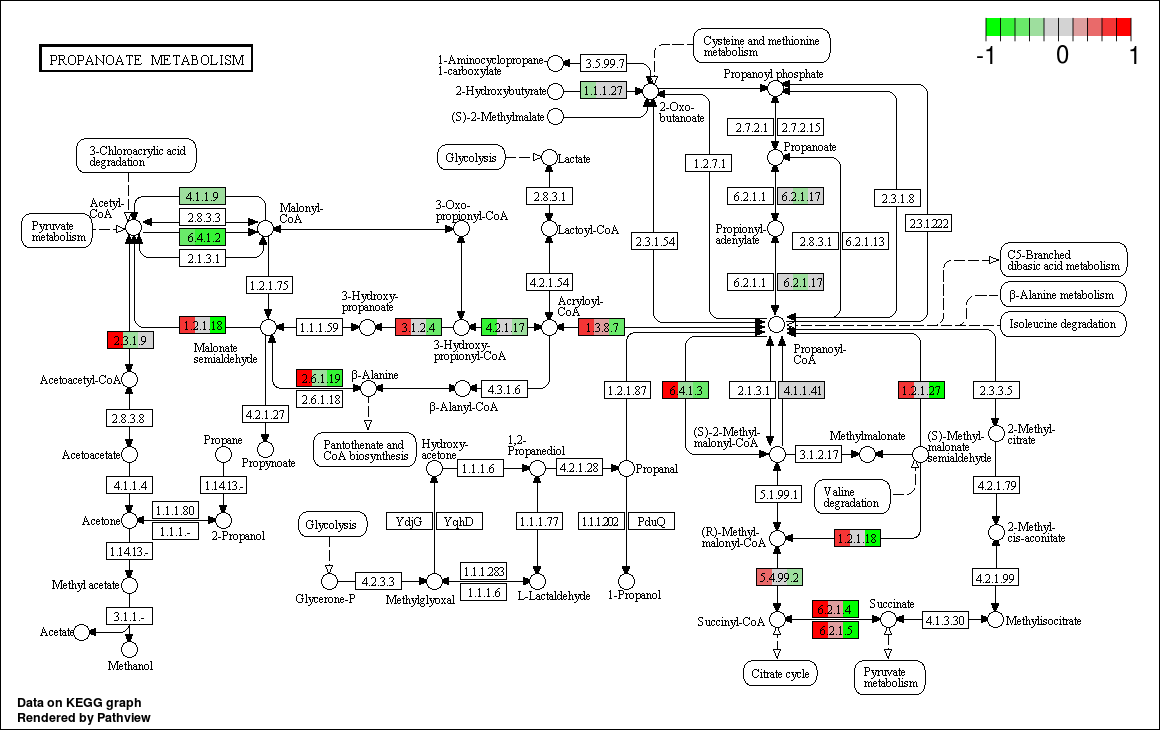 PROPANOATE METABOLISM
-1 0 1
Cysteine and methionine
metabolism
1-Aminocyclopropane
1-carboxylate
3.5.99.7
2-Hydroxybutyrate
1.1.1.27
(S)-2-Methylmalate
2-Oxo-
butanoate
Propanoyl phosphate
2.7.2.1
2.7.2.15
Propanoate
1.2.7.1
6.2.1.1
6.2.1.17
2.3.1.8
2.3.1.222
Propionyl-
adenylate
2.3.1.54
2.8.3.1
6.2.1.13
6.2.1.1
6.2.1.17
C5-Branched
dibasic acid metabolism
β-Alanine metabolism
Isoleucine degradation
3-Chloroacrylic acid
degradation
Acetyl-
CoA
Pyruvate
metabolism
4.1.1.9
2.8.3.3
6.4.1.2
2.1.3.1
Malonyl-
CoA
3-Oxo-
propionyl-CoA
Glycolysis
Lactate
2.8.3.1
Lactoyl-CoA
4.2.1.54
Acryloyl-
CoA
1.2.1.75
3-Hydroxy-
propanoate
1.2.1.18
1.1.1.59
3.1.2.4
4.2.1.17
1.3.8.7
Malonate
semialdehyde
3-Hydroxy-
propionyl-CoA
Propanoyl-
CoA
2.3.1.9
Acetoacetyl-CoA
2.6.1.19
2.6.1.18
β-Alanine
4.3.1.6
β-Alanyl-CoA
1.2.1.87
6.4.1.3
2.1.3.1
4.1.1.41
1.2.1.27
2.3.3.5
2.8.3.8
4.2.1.27
Pantothenate and
CoA biosynthesis
Propynoate
Acetoacetate
Propane
Hydroxy-
acetone
1.1.1.6
1,2-
Propanediol
4.2.1.28
Propanal
(S)-2-Methyl-
malonyl-CoA
3.1.2.17
Methylmalonate
(S)-Methyl-
malonate
semialdehyde
2-Methyl-
citrate
4.1.1.4
1.14.13.-
5.1.99.1
Valine
degradation
4.2.1.79
Acetone
1.1.1.80
1.1.1.-
2-Propanol
Glycolysis
YdjG
YqhD
1.1.1.77
1.1.1.202
PduQ
(R)-Methyl-
malonyl-CoA
1.2.1.18
2-Methyl-
cis-aconitate
1.14.13.-
Methyl acetate
Glycerone-P
4.2.3.3
Methylglyoxal
1.1.1.283
1.1.1.6
L-Lactaldehyde
1-Propanol
5.4.99.2
4.2.1.99
3.1.1.-
Acetate
Methanol
Succinyl-CoA
6.2.1.4
6.2.1.5
Succinate
4.1.3.30
Methylisocitrate
Citrate cycle
Pyruvate
metabolism
Data on KEGG graph
Rendered by Pathview